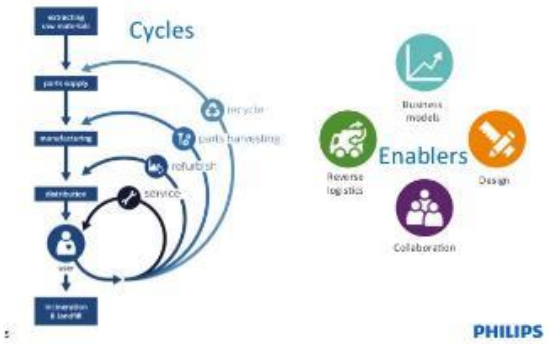 Cycles
extracting
raw materials
parts supply
manufacturing
distribution
user
incineration
& landfill
recycle
parts harvesting
refurbish
service
Enablers
Business
models
Reverse
logistics
Design
Collaboration
PHILIPS